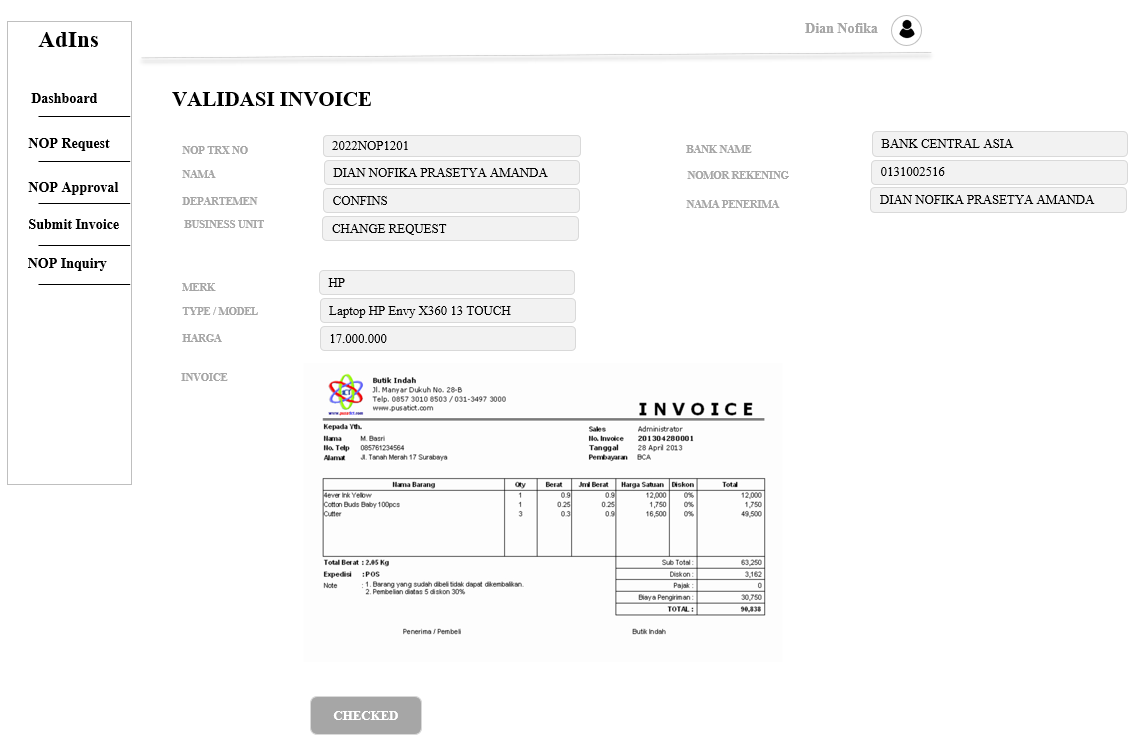 AdIns
Dian Nofika
Dashboard
NOP Request
NOP Approval
Submit Invoice
NOP Inquiry
VALIDASI INVOICE
NOP TRX NO 2022NOP1201
NAMA DIAN NOFIKA PRASETYA AMANDA
DEPARTEMEN CONFINS
BUSINESS UNIT CHANGE REQUEST
BANK NAME BANK CENTRAL ASIA
NOMOR REKENING 0131002516
NAMA PENERIMA DIAN NOFIKA PRASETYA AMANDA
MERK HP
TYPE / MODEL Laptop HP Envy X360 13 TOUCH
HARGA 17.000.000
INVOICE
ICT
www.pusatict.com
Butik Indah
Jl. Manyar Dukuh No. 28-B
Telp. 0857 3010 8503 / 031-3497 3000
www.pusatict.com
INVOICE
Kepada Yth.
Nama M. Basri
No. Telp 085761234564
Alamat Jl. Tanah Merah 17 Surabaya
Sales Administrator
No. Invoice 201304280001
Tanggal 28 April 2013
Pembayaran BCA
Nama Barang Qty Berat Jml Berat Harga Satuan Diskon Total
4ever Ink Yellow 1 0.9 0.9 12,000 0% 12,000
Cotton Buds Baby 100pcs 1 0.25 0.25 1,750 0% 1,750
Cutter 3 0.3 0.9 16,500 0% 49,500
Total Berat : 2.05 Kg
Expedisi : POS
Note : 1. Barang yang sudah dibeli tidak dapat dikembalikan.
2. Pembelian diatas 5 diskon 30%
Sub Total : 63,250
Diskon : 3,162
Pajak : 0
Biaya Pengiriman : 30,750
TOTAL : 90,838
Penerima / Pembeli Butik Indah
CHECKED